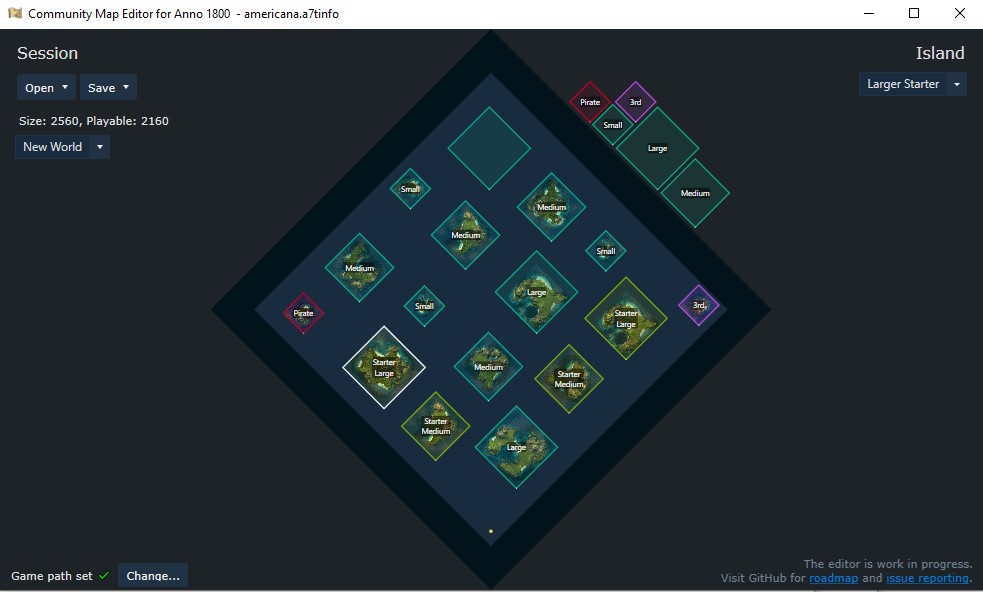 Community Map Editor for Anno 1800 - americana.a7tinfo
Session
Island
Open
Save
Larger Starter
Size: 2560, Playable: 2160
New World
Pirate
3rd
Small
Large
Medium
Small
Medium
Medium
Small
Medium
Large
Small
3rd
Pirate
Starter
Large
Starter
Large
Medium
Starter
Medium
Starter
Medium
Large
Game path set
Change...
The editor is work in progress.
Visit GitHub for roadmap and issue reporting.